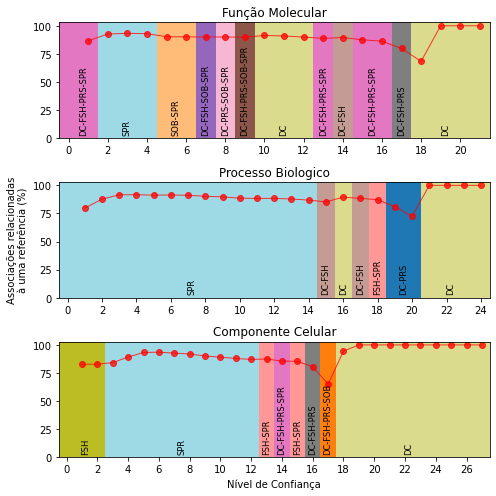 Função Molecular
100
75
50
25
0
DC-FSH-PRS-SPR
SPR
SOB-SPR
DC-FSH-SOB-SPR
DC-PRS-SOB-SPR
DC-FSH-PRS-SOB-SPR
DC
DC-FSH-PRS-SPR
DC-FSH
DC-FSH-PRS-SPR
DC-FSH-PRS
DC
0 2 4 6 8 10 12 14 16 18 20
Processo Biologico
Associações relacionadas
à uma referência (%)
100
75
50
25
0
SPR
DC-FSH
DC
DC-FSH
FSH-SPR
DC-PRS
DC
0 2 4 6 8 10 12 14 16 18 20 22 24
Componente Celular
100
75
50
25
0
FSH
SPR
FSH-SPR
DC-FSH-PRS-SPR
FSH-SPR
DC-FSH-PRS
DC-FSH-PRS-SOB
DC
0 2 4 6 8 10 12 14 16 18 20 22 24 26
Nível de Confiança